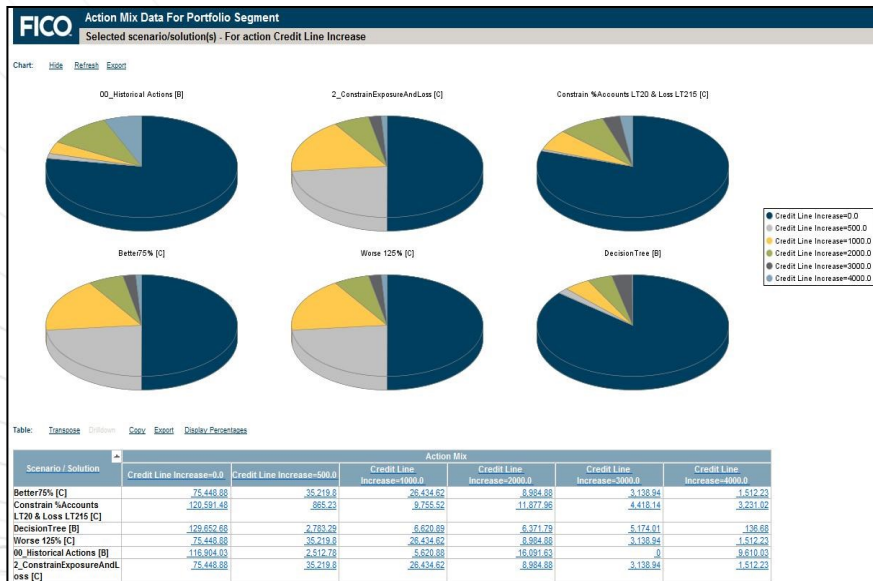 FICO
Action Mix Data For Portfolio Segment
Selected scenario/solution(s) - For action Credit Line Increase
Chart: Hide Refresh Export
00_Historical Actions [B] 2_ConstrainExposureAndLoss [C] Constrain %Accounts LT20 & Loss LT215 [C]
Better75% [C] Worse 125% [C] DecisionTree [B]
Credit Line Increase=0.0
Credit Line Increase=500.0
Credit Line Increase=1000.0
Credit Line Increase=2000.0
Credit Line Increase=3000.0
Credit Line Increase=4000.0
Table: Transpose Drilldown Copy Export Display Percentages
Scenario / Solution Action Mix
Credit Line Increase=0.0 Credit Line Increase=500.0 Credit Line Increase=1000.0 Credit Line Increase=2000.0 Credit Line Increase=3000.0 Credit Line Increase=4000.0
Better75% [C] 75,448.88 35,219.8 26,434.62 8,984.88 3,138.94 1,512.23
Constrain %Accounts LT20 & Loss LT215 [C] 120,591.48 865.23 9,755.52 11,877.96 4,418.14 3,231.02
DecisionTree [B] 129,652.68 2,783.29 6,620.89 6,371.79 5,174.01 136.68
Worse 125% [C] 75,448.88 35,219.8 26,434.62 8,984.88 3,138.94 1,512.23
00_Historical Actions [B] 116,904.03 2,512.78 5,620.88 16,091.63 0 9,610.03
2_ConstrainExposureAndLoss [C] 75,448.88 35,219.8 26,434.62 8,984.88 3,138.94 1,512.23